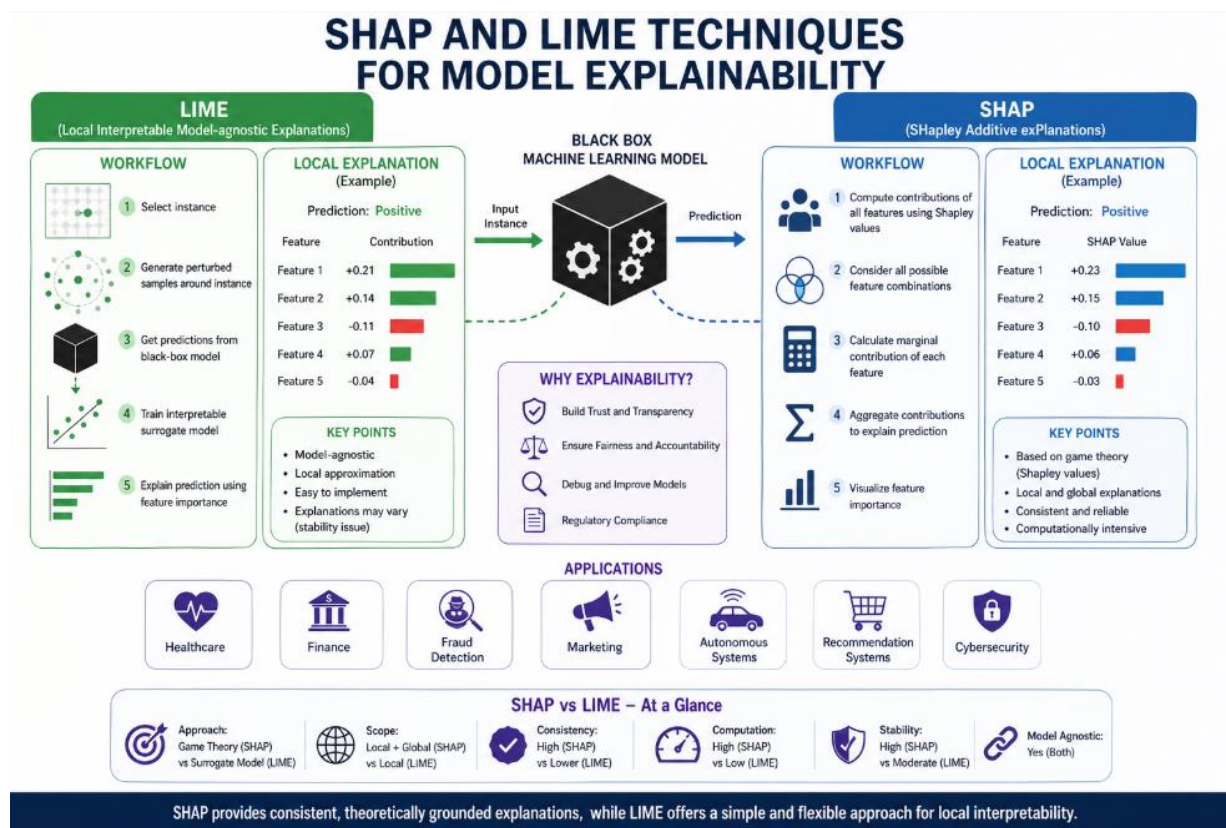 SHAP AND LIME TECHNIQUES
FOR MODEL EXPLAINABILITY
LIME
(Local Interpretable Model-agnostic Explanations)
WORKFLOW
1 Select instance
2 Generate perturbed
samples around instance
3 Get predictions from
black-box model
4 Train interpretable
surrogate model
5 Explain prediction using
feature importance
LOCAL EXPLANATION
(Example)
Prediction: Positive
Feature Contribution
Feature 1 +0.21
Feature 2 +0.14
Feature 3 -0.11
Feature 4 +0.07
Feature 5 -0.04
KEY POINTS
• Model-agnostic
• Local approximation
• Easy to implement
• Explanations may vary
(stability issue)
BLACK BOX
MACHINE LEARNING MODEL
Input
Instance
Prediction
WHY EXPLAINABILITY?
Build Trust and Transparency
Ensure Fairness and Accountability
Debug and Improve Models
Regulatory Compliance
SHAP
(SHapley Additive exPlanations)
WORKFLOW
1 Compute contributions of
all features using Shapley
values
2 Consider all possible
feature combinations
3 Calculate marginal
contribution of each
feature
4 Aggregate contributions
to explain prediction
5 Visualize feature
importance
LOCAL EXPLANATION
(Example)
Prediction: Positive
Feature SHAP Value
Feature 1 +0.23
Feature 2 +0.15
Feature 3 -0.10
Feature 4 +0.06
Feature 5 -0.03
KEY POINTS
• Based on game theory
(Shapley values)
• Local and global explanations
• Consistent and reliable
• Computationally intensive
APPLICATIONS
Healthcare
$
Finance
Fraud
Detection
Marketing
Autonomous
Systems
Recommendation
Systems
Cybersecurity
SHAP vs LIME – At a Glance
Approach:
Game Theory (SHAP)
vs Surrogate Model (LIME)
Scope:
Local + Global (SHAP)
vs Local (LIME)
Consistency:
High (SHAP)
vs Lower (LIME)
Computation:
High (SHAP)
vs Low (LIME)
Stability:
High (SHAP)
vs Moderate (LIME)
Model Agnostic:
Yes (Both)
SHAP provides consistent, theoretically grounded explanations, while LIME offers a simple and flexible approach for local interpretability.